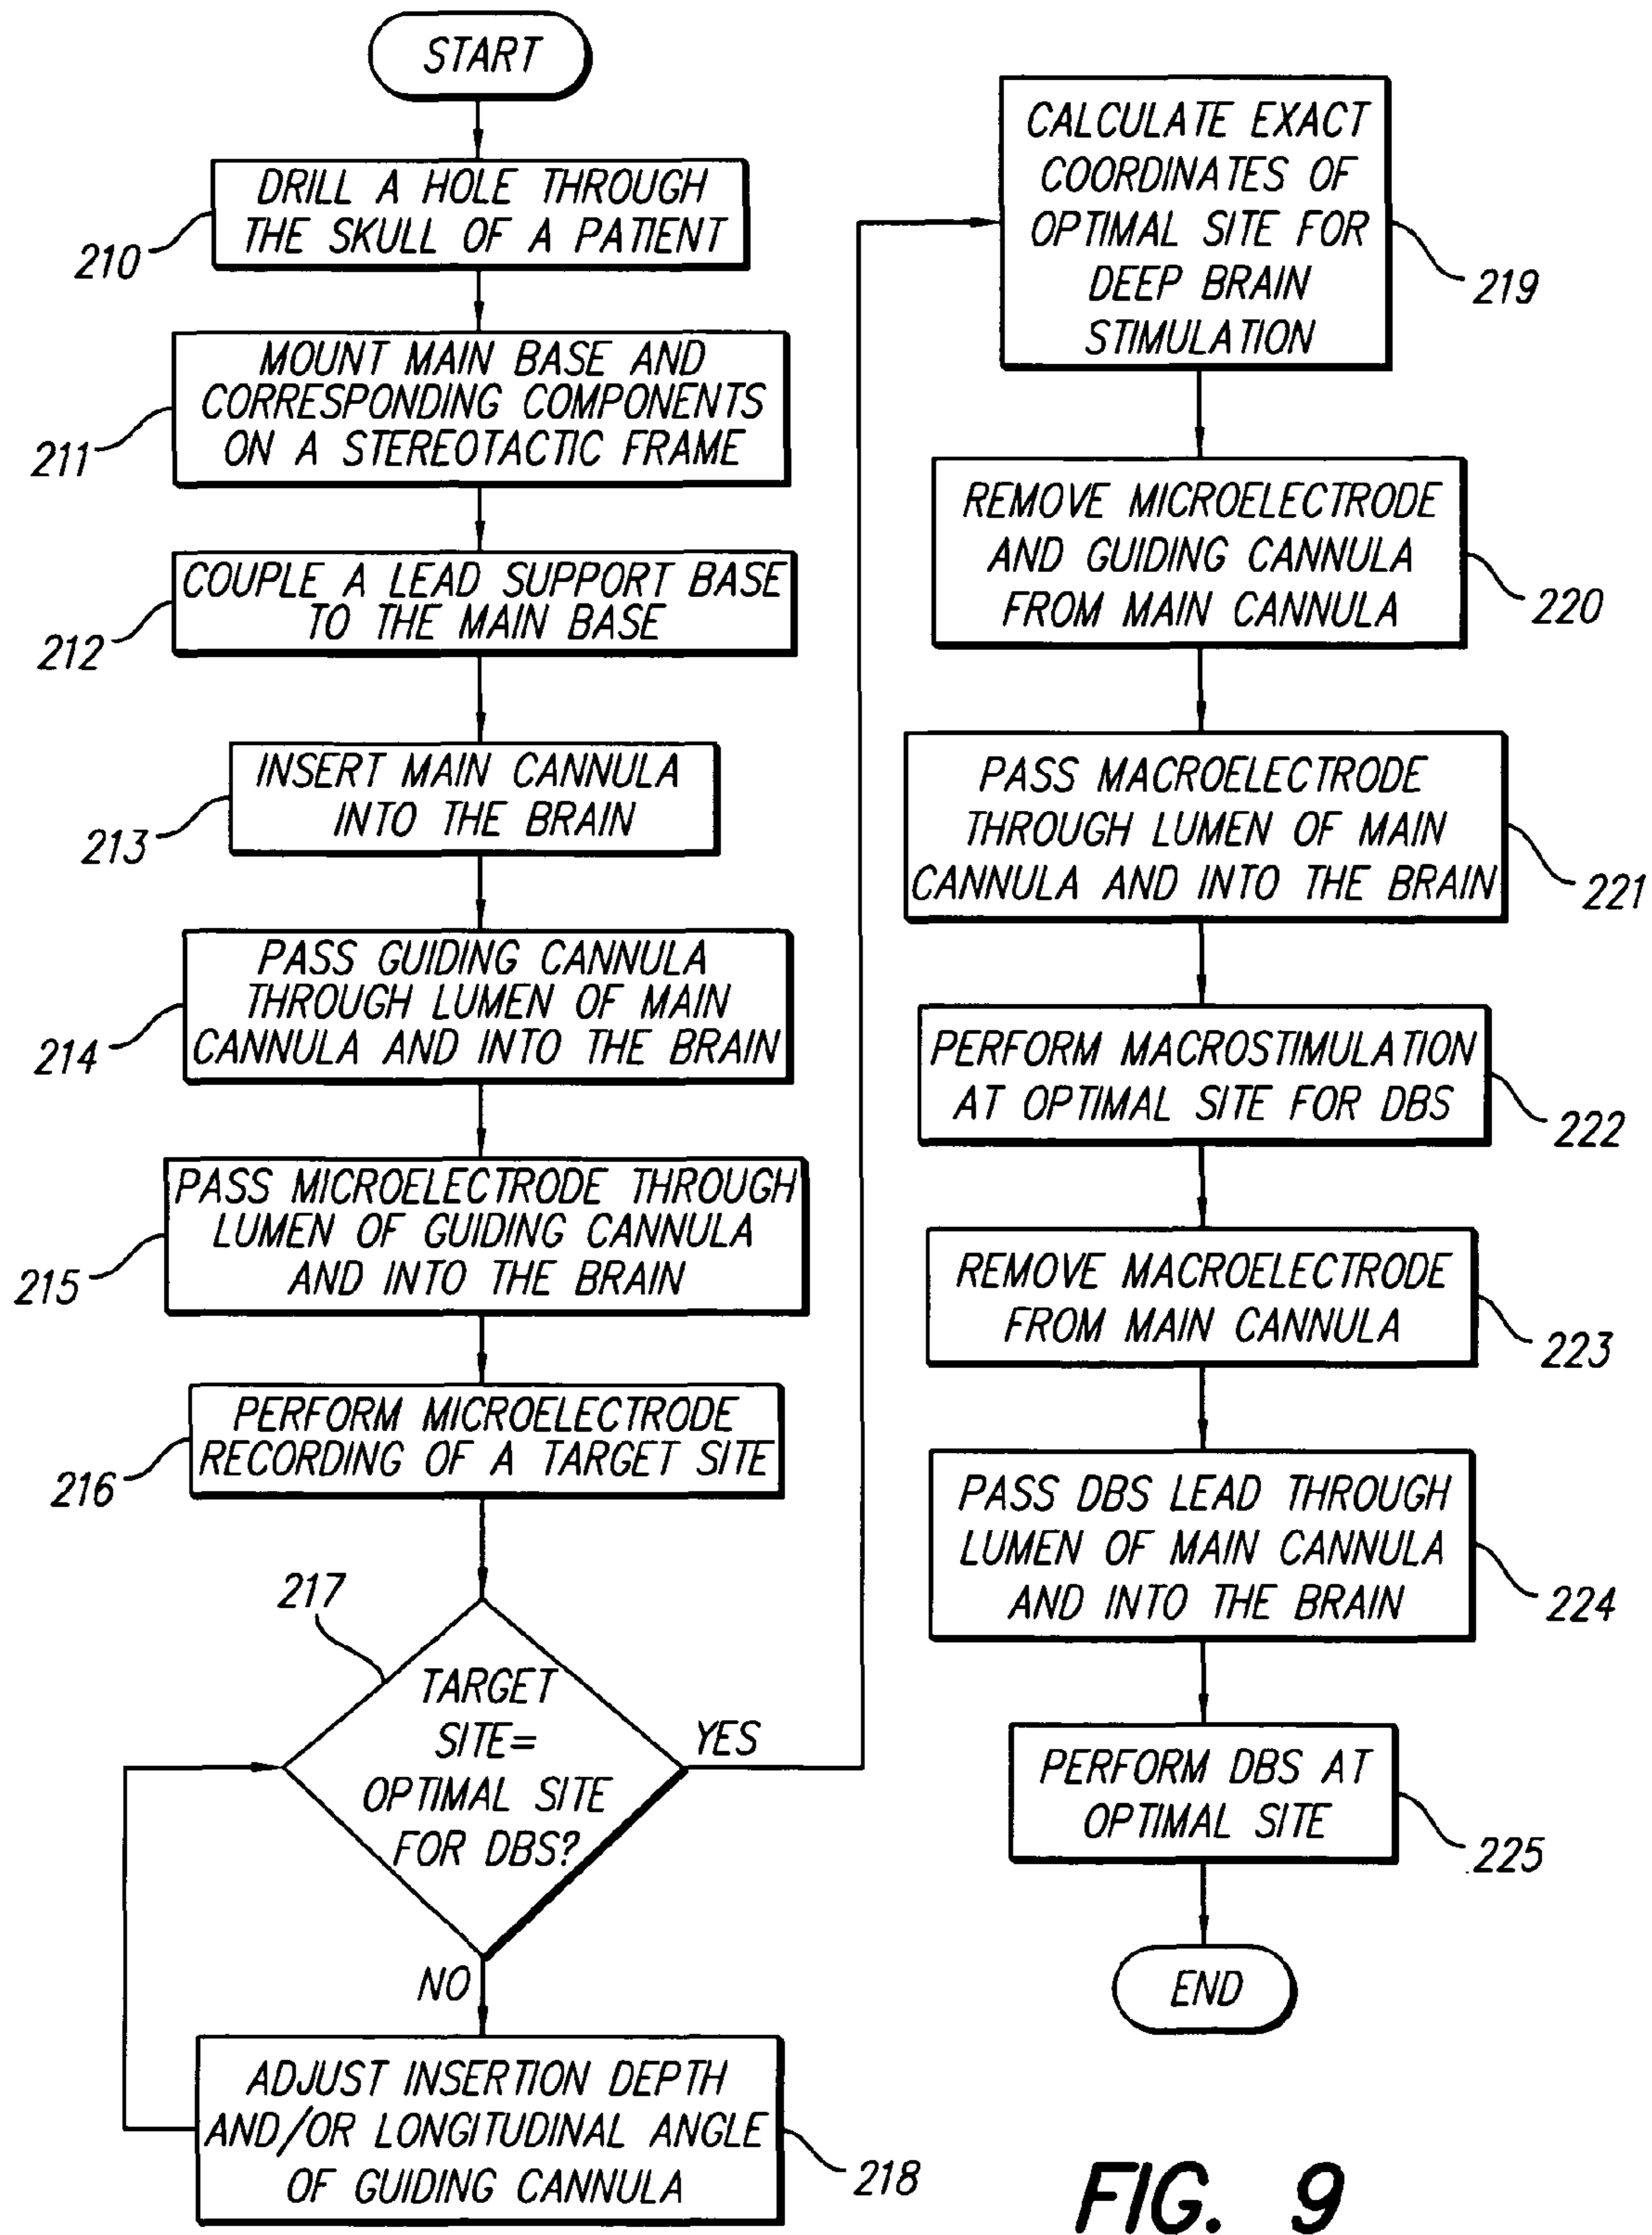 START
DRILL A HOLE THROUGH
THE SKULL OF A PATIENT
210
MOUNT MAIN BASE AND
CORRESPONDING COMPONENTS
ON A STEREOTACTIC FRAME
211
COUPLE A LEAD SUPPORT BASE
TO THE MAIN BASE
212
INSERT MAIN CANNULA
INTO THE BRAIN
213
PASS GUIDING CANNULA
THROUGH LUMEN OF MAIN
CANNULA AND INTO THE BRAIN
214
PASS MICROELECTRODE THROUGH
LUMEN OF GUIDING CANNULA
AND INTO THE BRAIN
215
PERFORM MICROELECTRODE
RECORDING OF A TARGET SITE
216
217
TARGET
SITE=
OPTIMAL SITE
FOR DBS?
YES
NO
ADJUST INSERTION DEPTH
AND/OR LONGITUDINAL ANGLE
OF GUIDING CANNULA
218
CALCULATE EXACT
COORDINATES OF
OPTIMAL SITE FOR
DEEP BRAIN
STIMULATION
219
REMOVE MICROELECTRODE
AND GUIDING CANNULA
FROM MAIN CANNULA
220
PASS MACROELECTRODE
THROUGH LUMEN OF MAIN
CANNULA AND INTO THE BRAIN
221
PERFORM MACROSTIMULATION
AT OPTIMAL SITE FOR DBS
222
REMOVE MACROELECTRODE
FROM MAIN CANNULA
223
PASS DBS LEAD THROUGH
LUMEN OF MAIN CANNULA
AND INTO THE BRAIN
224
PERFORM DBS AT
OPTIMAL SITE
225
END
FIG. 9